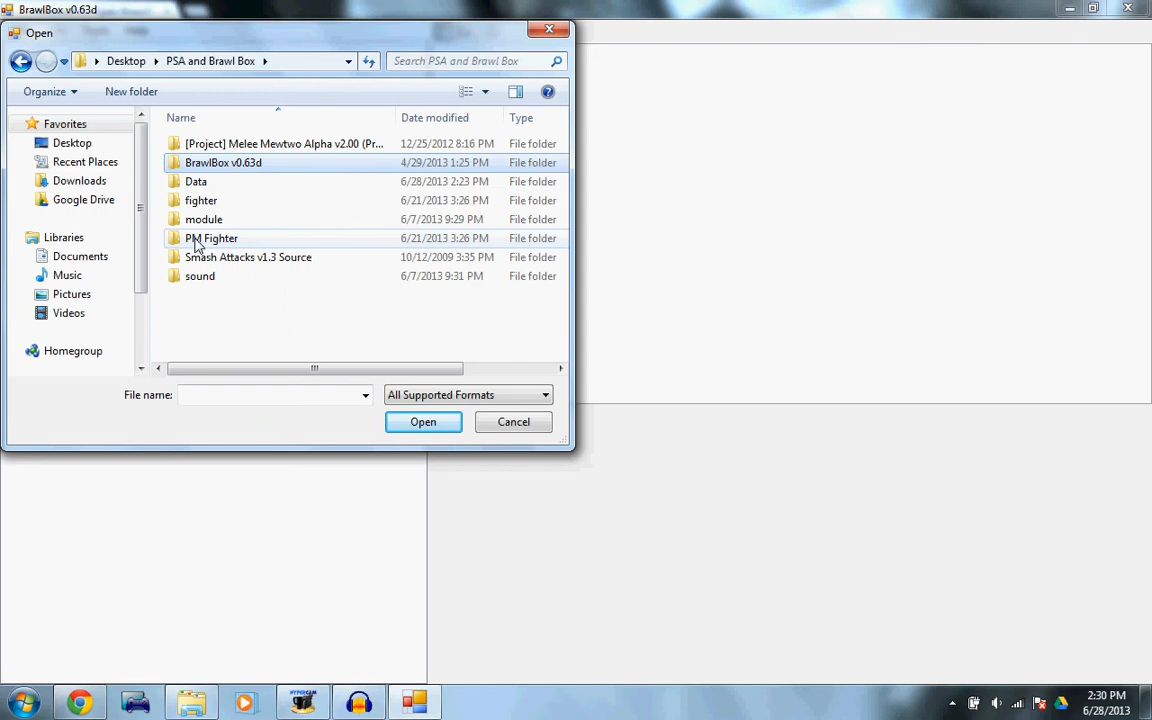 BrawlBox v0.63d
Open
Desktop PSA and Brawl Box
Search PSA and Brawl Box
Organize New folder
Name Date modified Type
Favorites
Desktop
Recent Places
Downloads
Google Drive
Libraries
Documents
Music
Pictures
Videos
Homegroup
[Project] Melee Mewtwo Alpha v2.00 (Pr... 12/25/2012 8:16 PM File folder
BrawlBox v0.63d 4/29/2013 1:25 PM File folder
Data 6/28/2013 2:23 PM File folder
fighter 6/21/2013 3:26 PM File folder
module 6/7/2013 9:29 PM File folder
PM Fighter 6/21/2013 3:26 PM File folder
Smash Attacks v1.3 Source 10/12/2009 3:35 PM File folder
sound 6/7/2013 9:31 PM File folder
File name: All Supported Formats
Open Cancel
HYPERCAM
2:30 PM
6/28/2013